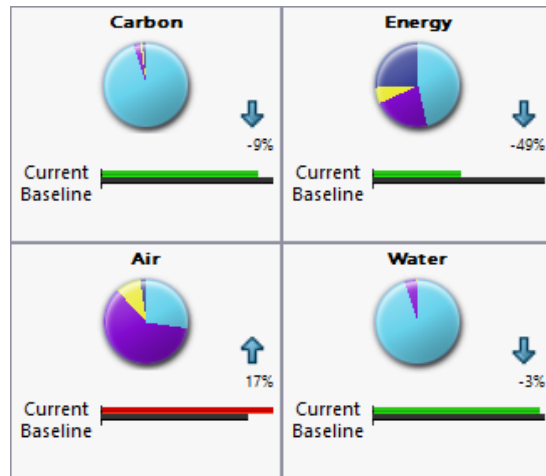 Carbon
-9%
Current
Baseline
Energy
-49%
Current
Baseline
Air
17%
Current
Baseline
Water
-3%
Current
Baseline